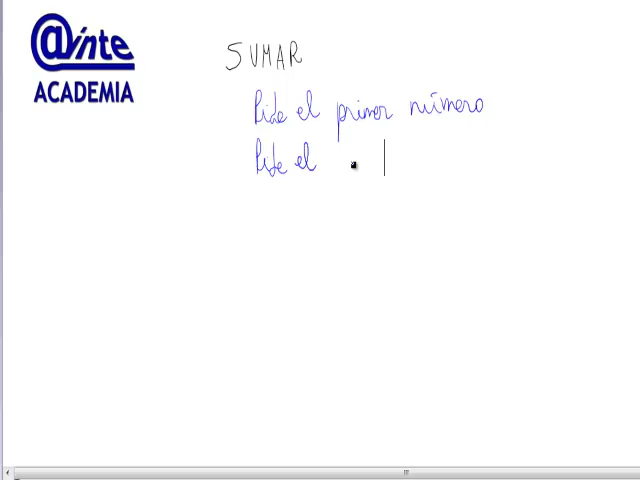 @inte
ACADEMIA
SUMAR
Pide el primer número
Pide el